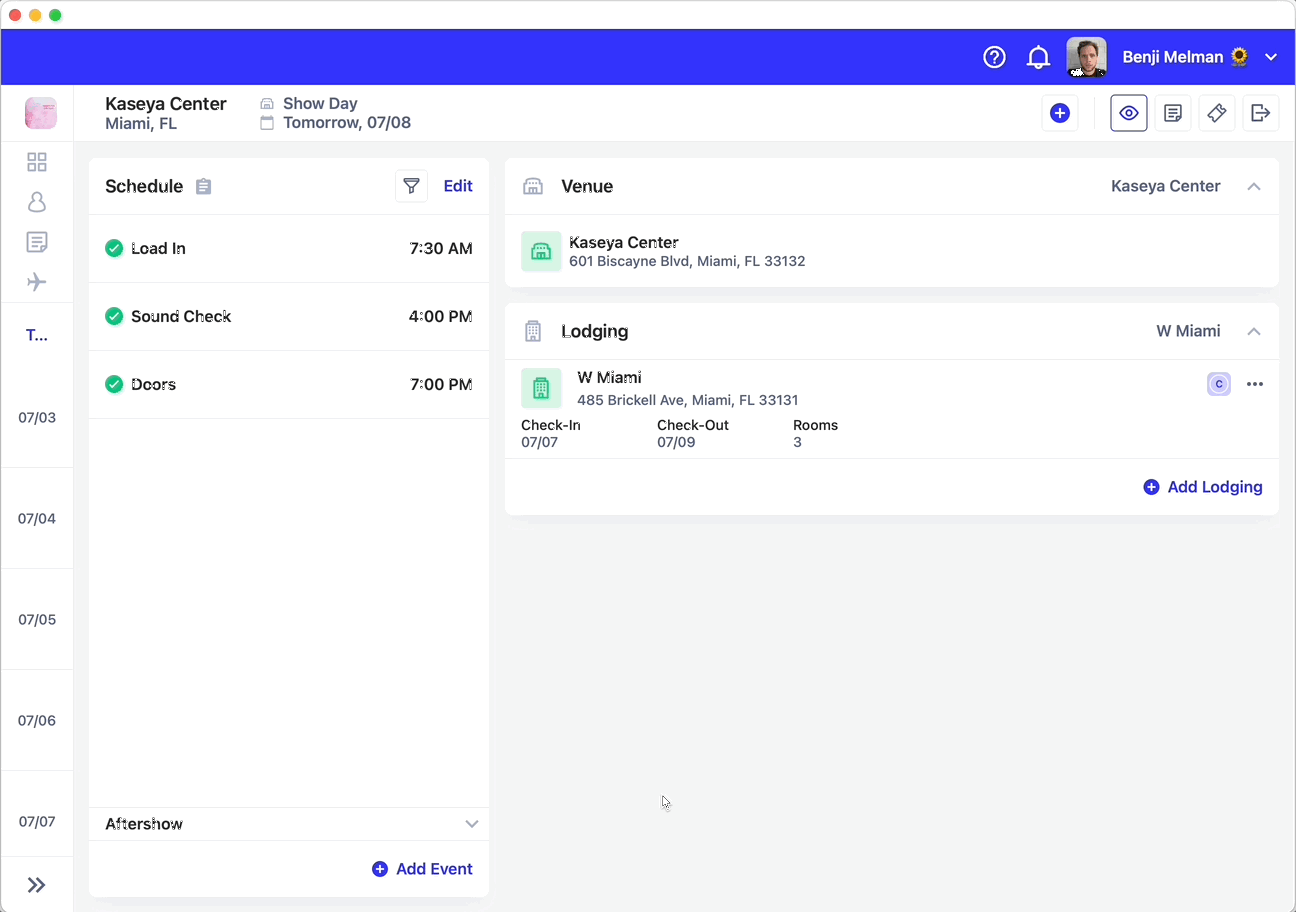 Benji Melman
Kaseya Center
Miami, FL
Show Day
Tomorrow, 07/08
T...
07/03
07/04
07/05
07/06
07/07
Schedule
Edit
Load In 7:30 AM
Sound Check 4:00 PM
Doors 7:00 PM
Aftershow
Add Event
Venue Kaseya Center
Kaseya Center
601 Biscayne Blvd, Miami, FL 33132
Lodging W Miami
W Miami
C
485 Brickell Ave, Miami, FL 33131
Check-In Check-Out Rooms
07/07 07/09 3
Add Lodging